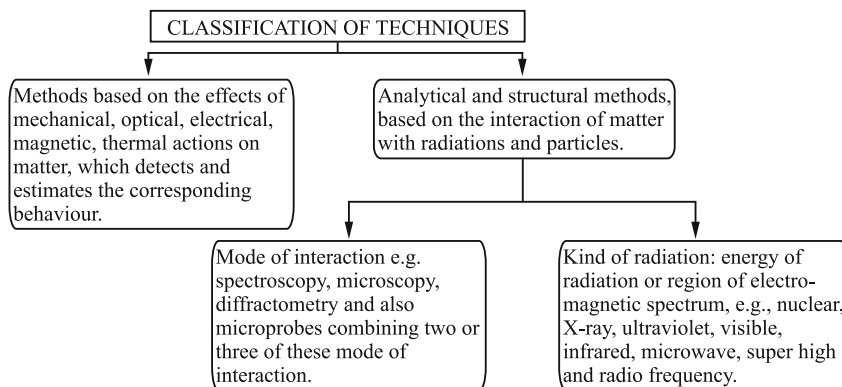 CLASSIFICATION OF TECHNIQUES
Methods based on the effects of
mechanical, optical, electrical,
magnetic, thermal actions on
matter, which detects and
estimates the corresponding
behaviour.
Analytical and structural methods,
based on the interaction of matter
with radiations and particles.
Mode of interaction e.g.
spectroscopy, microscopy,
diffractometry and also
microprobes combining two or
three of these mode of
interaction.
Kind of radiation: energy of
radiation or region of electro-
magnetic spectrum, e.g., nuclear,
X-ray, ultraviolet, visible,
infrared, microwave, super high
and radio frequency.